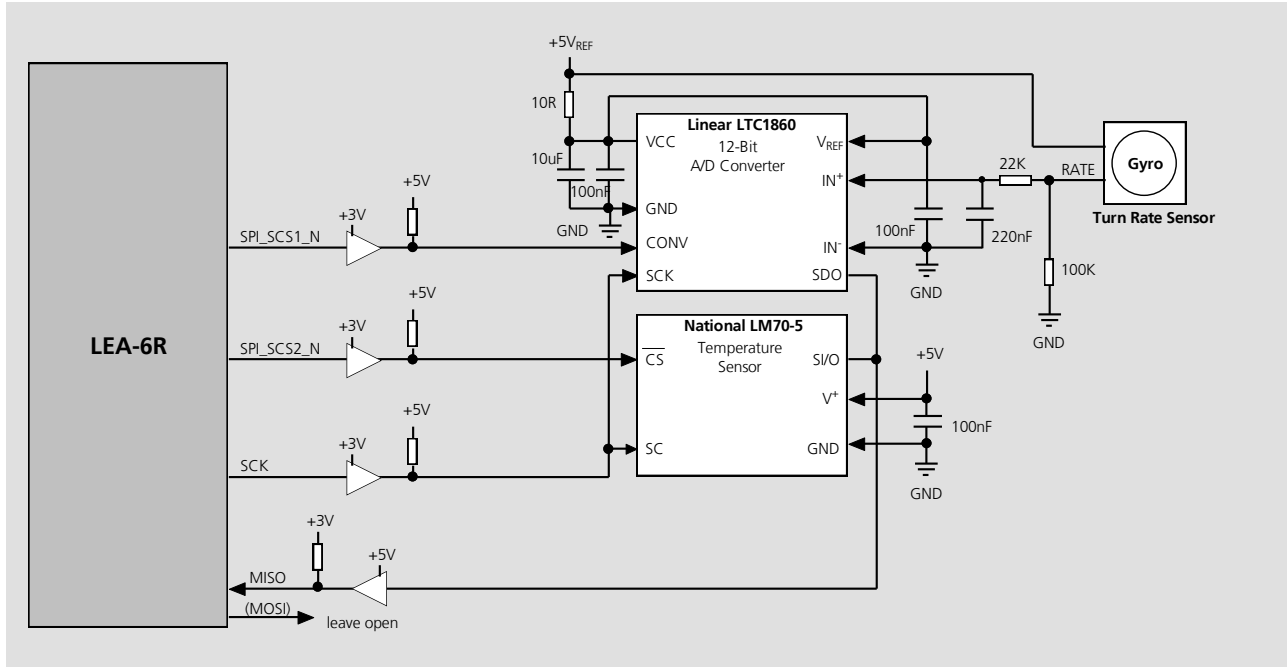 LEA-6R
SPI_SCS1_N
+3V
+5V
SPI_SCS2_N
+3V
+5V
SCK
+3V
+5V
MISO
+3V
+5V
(MOSI)
leave open
+5VREF
10R
10uF
100nF
GND
Linear LTC1860
12-Bit
A/D Converter
VCC
GND
CONV
SCK
VREF
IN+
IN-
SDO
100nF
GND
220nF
22K
RATE
100K
GND
Gyro
Turn Rate Sensor
National LM70-5
Temperature
Sensor
CS
SC
SI/O
V+
GND
+5V
100nF
GND